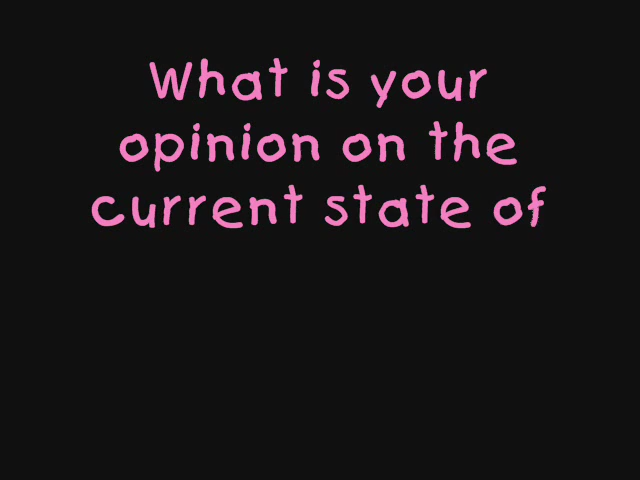 What is your
opinion on the
current state of